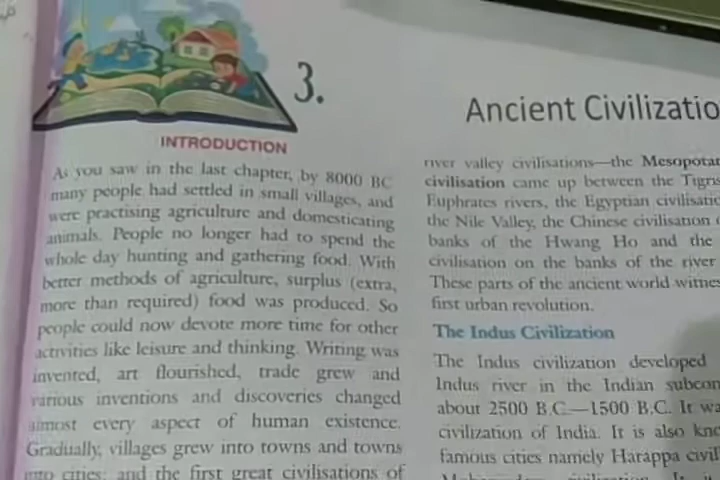 3.
Ancient Civilizatio
INTRODUCTION
As you saw in the last chapter, by 8000 BC
many people had settled in small villages, and
were practising agriculture and domesticating
animals. People no longer had to spend the
whole day hunting and gathering food. With
better methods of agriculture, surplus (extra,
more than required) food was produced. So
people could now devote more time for other
activities like leisure and thinking. Writing was
invented, art flourished, trade grew and
various inventions and discoveries changed
almost every aspect of human existence.
Gradually, villages grew into towns and towns
into cities; and the first great civilisations of
river valley civilisations—the Mesopotam
civilisation came up between the Tigris
Euphrates rivers, the Egyptian civilisatio
the Nile Valley, the Chinese civilisation
banks of the Hwang Ho and the
civilisation on the banks of the river
These parts of the ancient world witnes
first urban revolution.
The Indus Civilization
The Indus civilization developed
Indus river in the Indian subcon
about 2500 B.C.—1500 B.C. It wa
civilization of India. It is also kno
famous cities namely Harappa civil